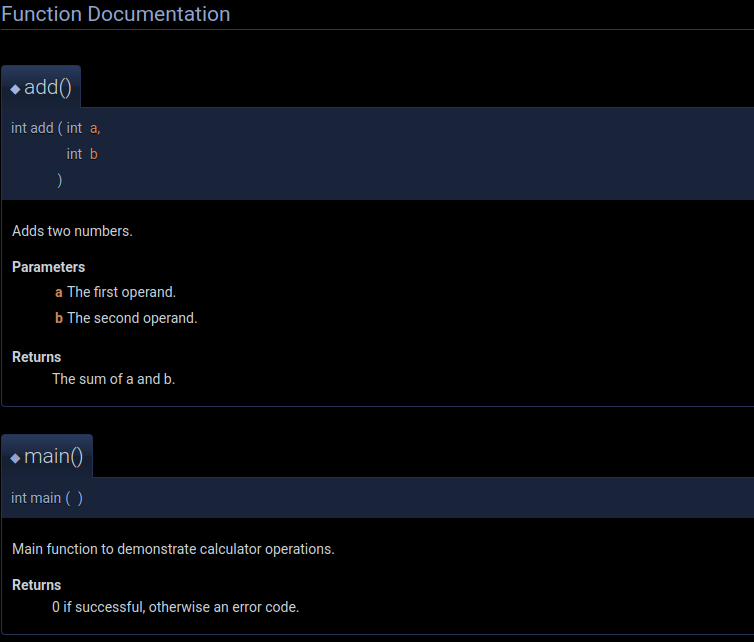 Function Documentation
◆ add()
int add ( int a,
int b
)
Adds two numbers.
Parameters
a The first operand.
b The second operand.
Returns
The sum of a and b.
◆ main()
int main ( )
Main function to demonstrate calculator operations.
Returns
0 if successful, otherwise an error code.